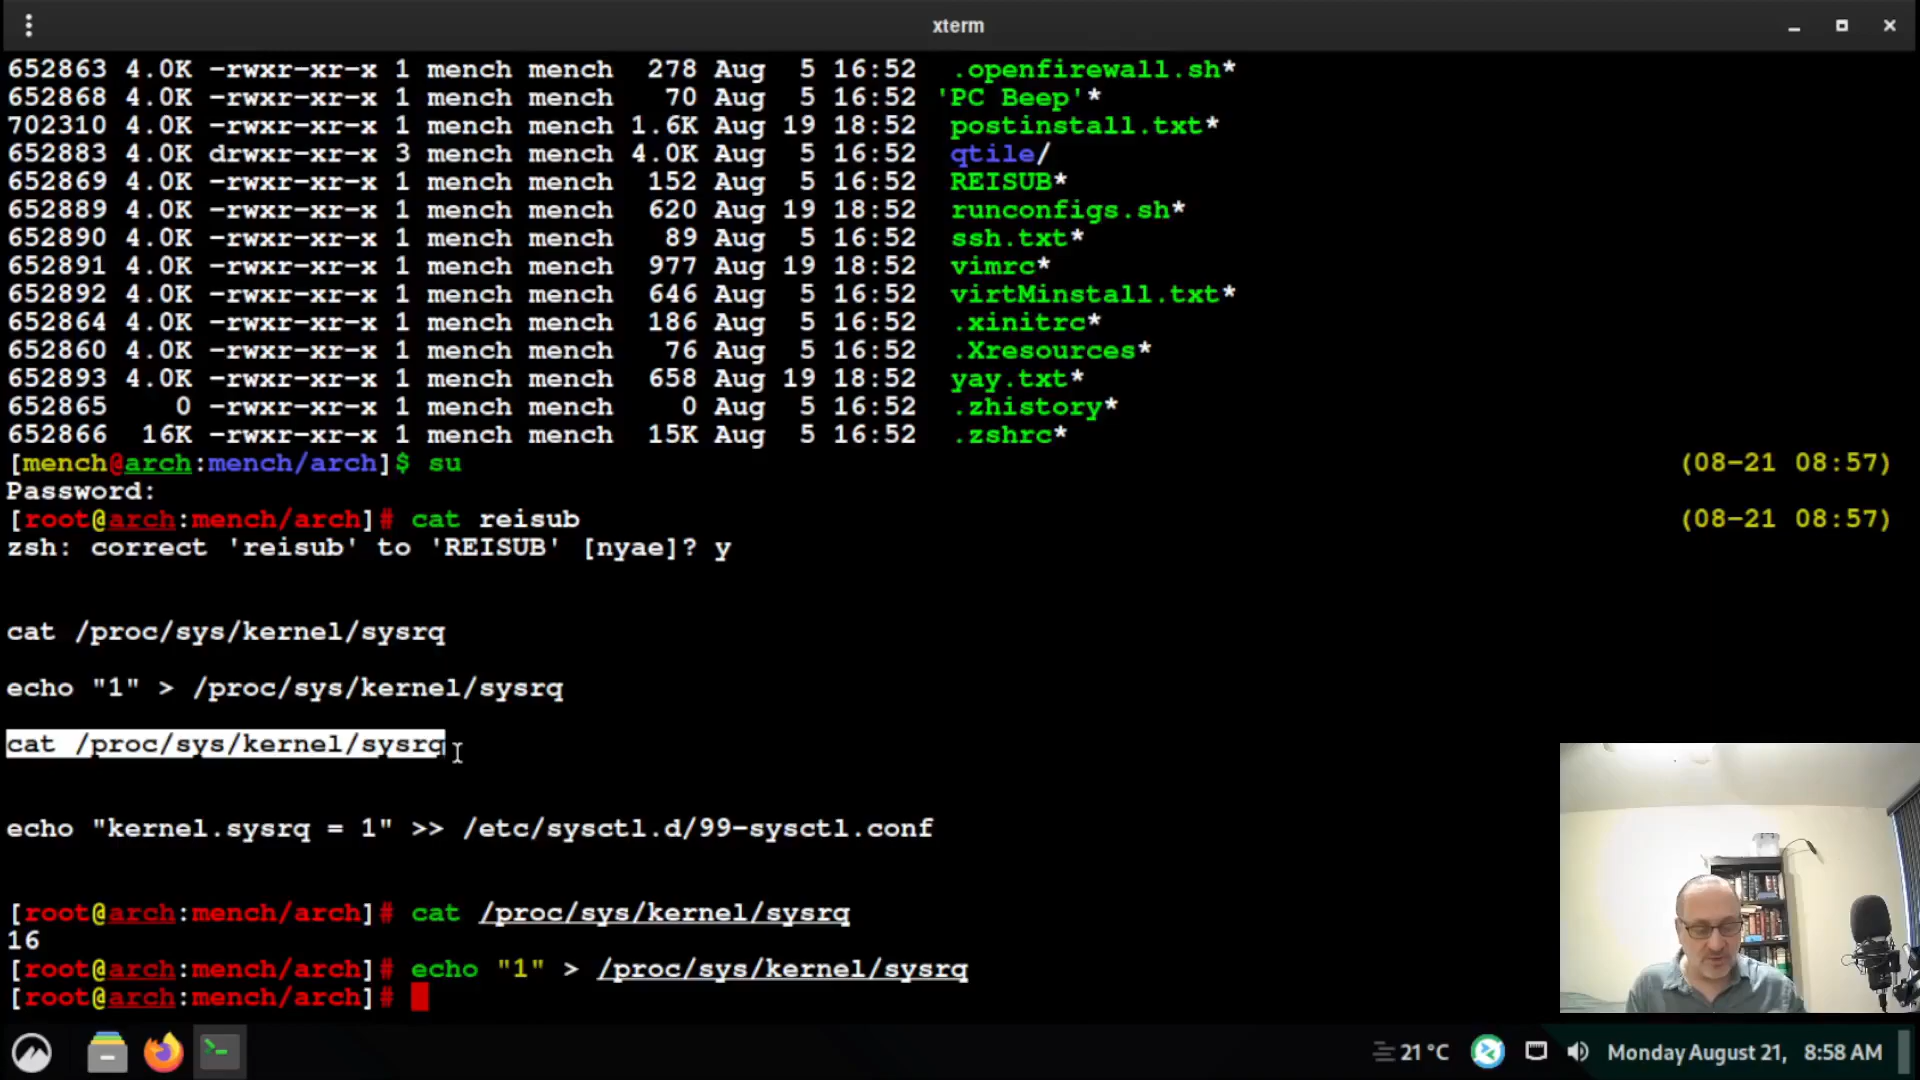 xterm
652863 4.0K -rwxr-xr-x 1 mench mench  278 Aug  5 16:52  .openfirewall.sh*
652868 4.0K -rwxr-xr-x 1 mench mench   70 Aug  5 16:52 'PC Beep'*
702310 4.0K -rwxr-xr-x 1 mench mench 1.6K Aug 19 18:52  postinstall.txt*
652883 4.0K drwxr-xr-x 3 mench mench 4.0K Aug  5 16:52  qtile/
652869 4.0K -rwxr-xr-x 1 mench mench  152 Aug  5 16:52  REISUB*
652889 4.0K -rwxr-xr-x 1 mench mench  620 Aug 19 18:52  runconfigs.sh*
652890 4.0K -rwxr-xr-x 1 mench mench   89 Aug  5 16:52  ssh.txt*
652891 4.0K -rwxr-xr-x 1 mench mench  977 Aug 19 18:52  vimrc*
652892 4.0K -rwxr-xr-x 1 mench mench  646 Aug  5 16:52  virtMinstall.txt*
652864 4.0K -rwxr-xr-x 1 mench mench  186 Aug  5 16:52  .xinitrc*
652860 4.0K -rwxr-xr-x 1 mench mench   76 Aug  5 16:52  .Xresources*
652893 4.0K -rwxr-xr-x 1 mench mench  658 Aug 19 18:52  yay.txt*
652865    0 -rwxr-xr-x 1 mench mench    0 Aug  5 16:52  .zhistory*
652866  16K -rwxr-xr-x 1 mench mench  15K Aug  5 16:52  .zshrc*
[mench@arch:mench/arch]$ su (08-21 08:57)
Password:
[root@arch:mench/arch]# cat reisub (08-21 08:57)
zsh: correct 'reisub' to 'REISUB' [nyae]? y
cat /proc/sys/kernel/sysrq
echo "1" > /proc/sys/kernel/sysrq
cat /proc/sys/kernel/sysrq
echo "kernel.sysrq = 1" >> /etc/sysctl.d/99-sysctl.conf
[root@arch:mench/arch]# cat /proc/sys/kernel/sysrq
16
[root@arch:mench/arch]# echo "1" > /proc/sys/kernel/sysrq
[root@arch:mench/arch]#
21 °C Monday August 21, 8:58 AM